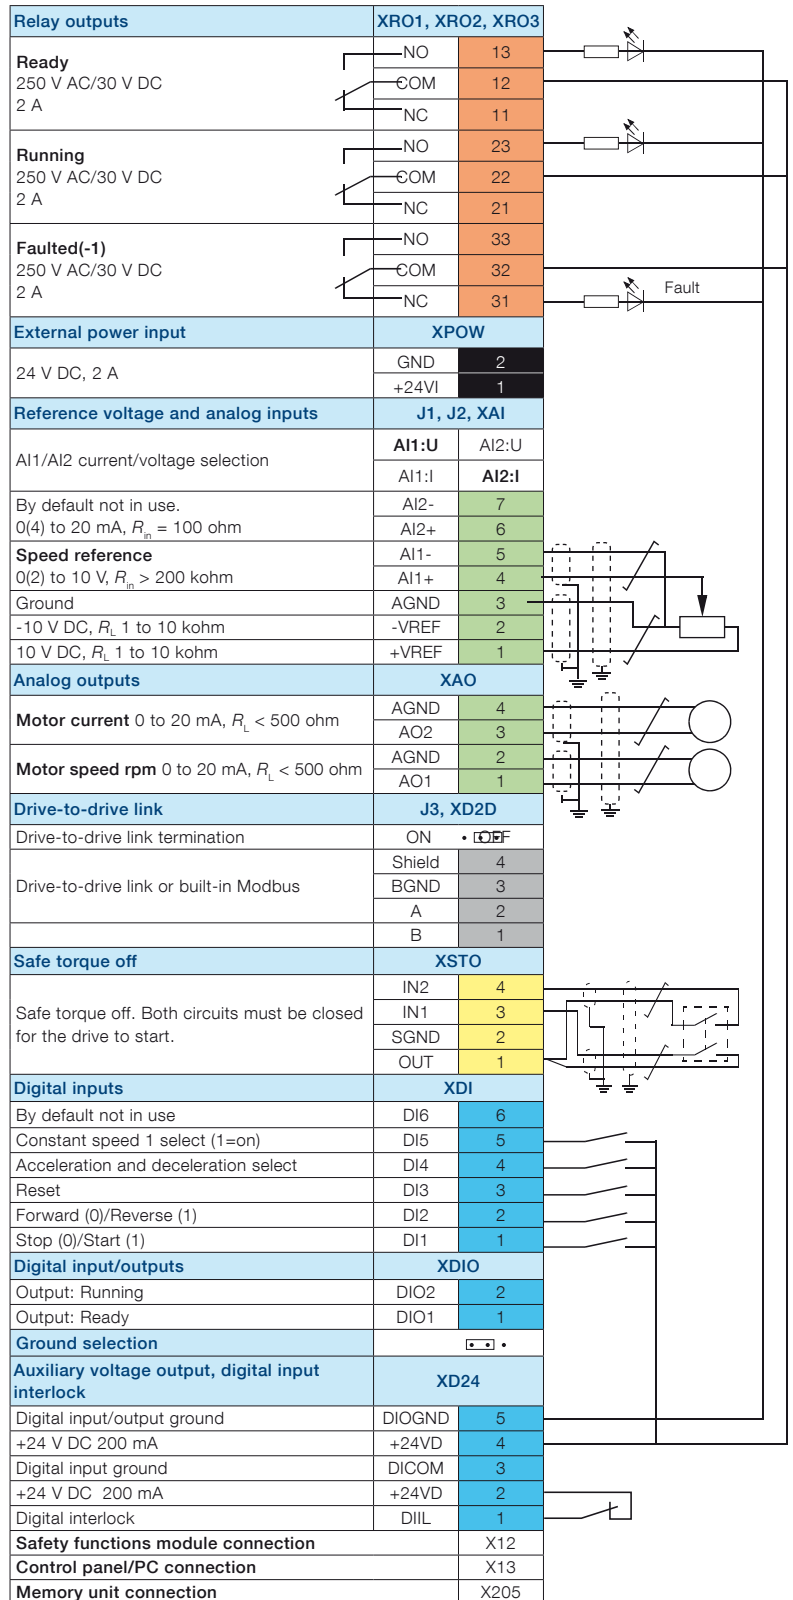 Relay outputs XRO1, XRO2, XRO3
Ready
250 V AC/30 V DC
2 A
NO 13
COM 12
NC 11
Running
250 V AC/30 V DC
2 A
NO 23
COM 22
NC 21
Faulted(-1)
250 V AC/30 V DC
2 A
NO 33
COM 32
NC 31
Fault
External power input XPOW
24 V DC, 2 A
GND 2
+24VI 1
Reference voltage and analog inputs J1, J2, XAI
AI1/AI2 current/voltage selection
AI1:U AI2:U
AI1:I AI2:I
By default not in use.
0(4) to 20 mA, Rin = 100 ohm
AI2- 7
AI2+ 6
Speed reference
0(2) to 10 V, Rin > 200 kohm
AI1- 5
AI1+ 4
Ground AGND 3
-10 V DC, RL 1 to 10 kohm -VREF 2
10 V DC, RL 1 to 10 kohm +VREF 1
Analog outputs XAO
Motor current 0 to 20 mA, RL < 500 ohm
AGND 4
AO2 3
Motor speed rpm 0 to 20 mA, RL < 500 ohm
AGND 2
AO1 1
Drive-to-drive link J3, XD2D
Drive-to-drive link termination ON OFF
Drive-to-drive link or built-in Modbus
Shield 4
BGND 3
A 2
B 1
Safe torque off XSTO
Safe torque off. Both circuits must be closed
for the drive to start.
IN2 4
IN1 3
SGND 2
OUT 1
Digital inputs XDI
By default not in use DI6 6
Constant speed 1 select (1=on) DI5 5
Acceleration and deceleration select DI4 4
Reset DI3 3
Forward (0)/Reverse (1) DI2 2
Stop (0)/Start (1) DI1 1
Digital input/outputs XDIO
Output: Running DIO2 2
Output: Ready DIO1 1
Ground selection
Auxiliary voltage output, digital input
interlock
XD24
Digital input/output ground DIOGND 5
+24 V DC 200 mA +24VD 4
Digital input ground DICOM 3
+24 V DC 200 mA +24VD 2
Digital interlock DIIL 1
Safety functions module connection X12
Control panel/PC connection X13
Memory unit connection X205